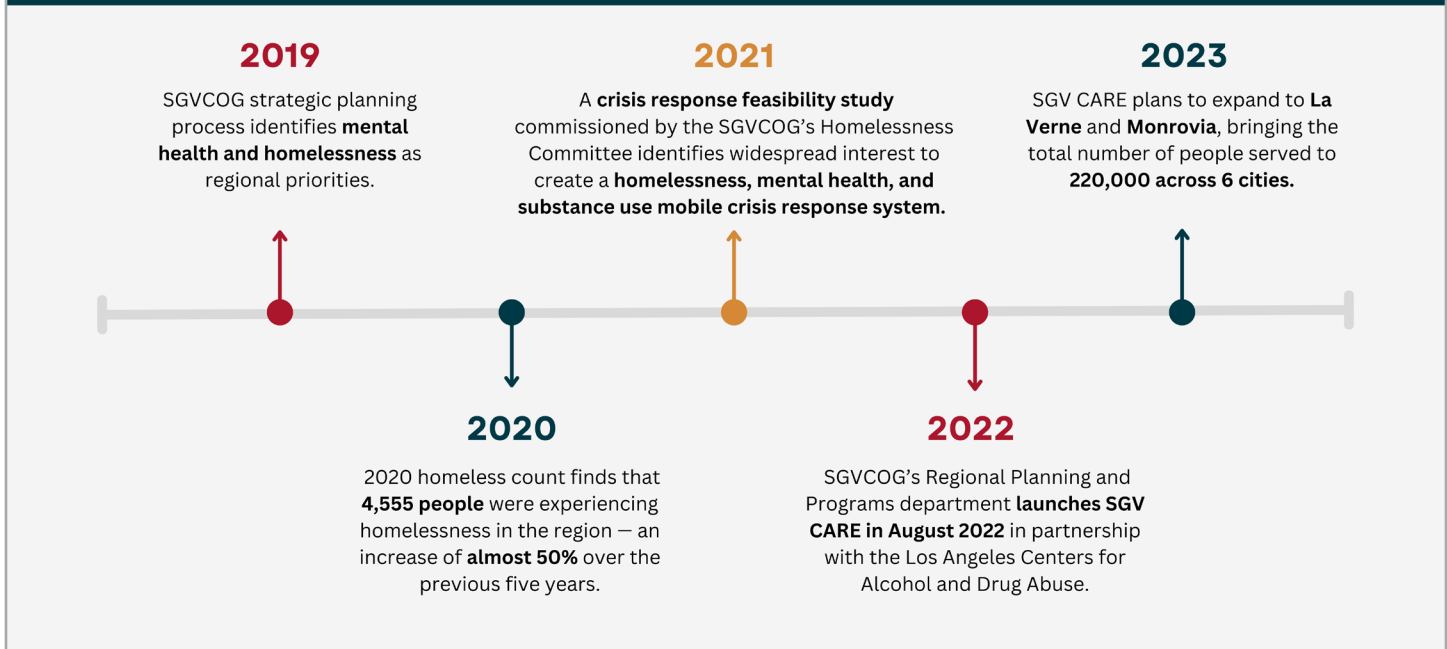 2019
SGVCOG strategic planning
process identifies mental
health and homelessness as
regional priorities.
2021
A crisis response feasibility study
commissioned by the SGVCOG’s Homelessness
Committee identifies widespread interest to
create a homelessness, mental health, and
substance use mobile crisis response system.
2023
SGV CARE plans to expand to La
Verne and Monrovia, bringing the
total number of people served to
220,000 across 6 cities.
2020
2020 homeless count finds that
4,555 people were experiencing
homelessness in the region — an
increase of almost 50% over the
previous five years.
2022
SGVCOG’s Regional Planning and
Programs department launches SGV
CARE in August 2022 in partnership
with the Los Angeles Centers for
Alcohol and Drug Abuse.